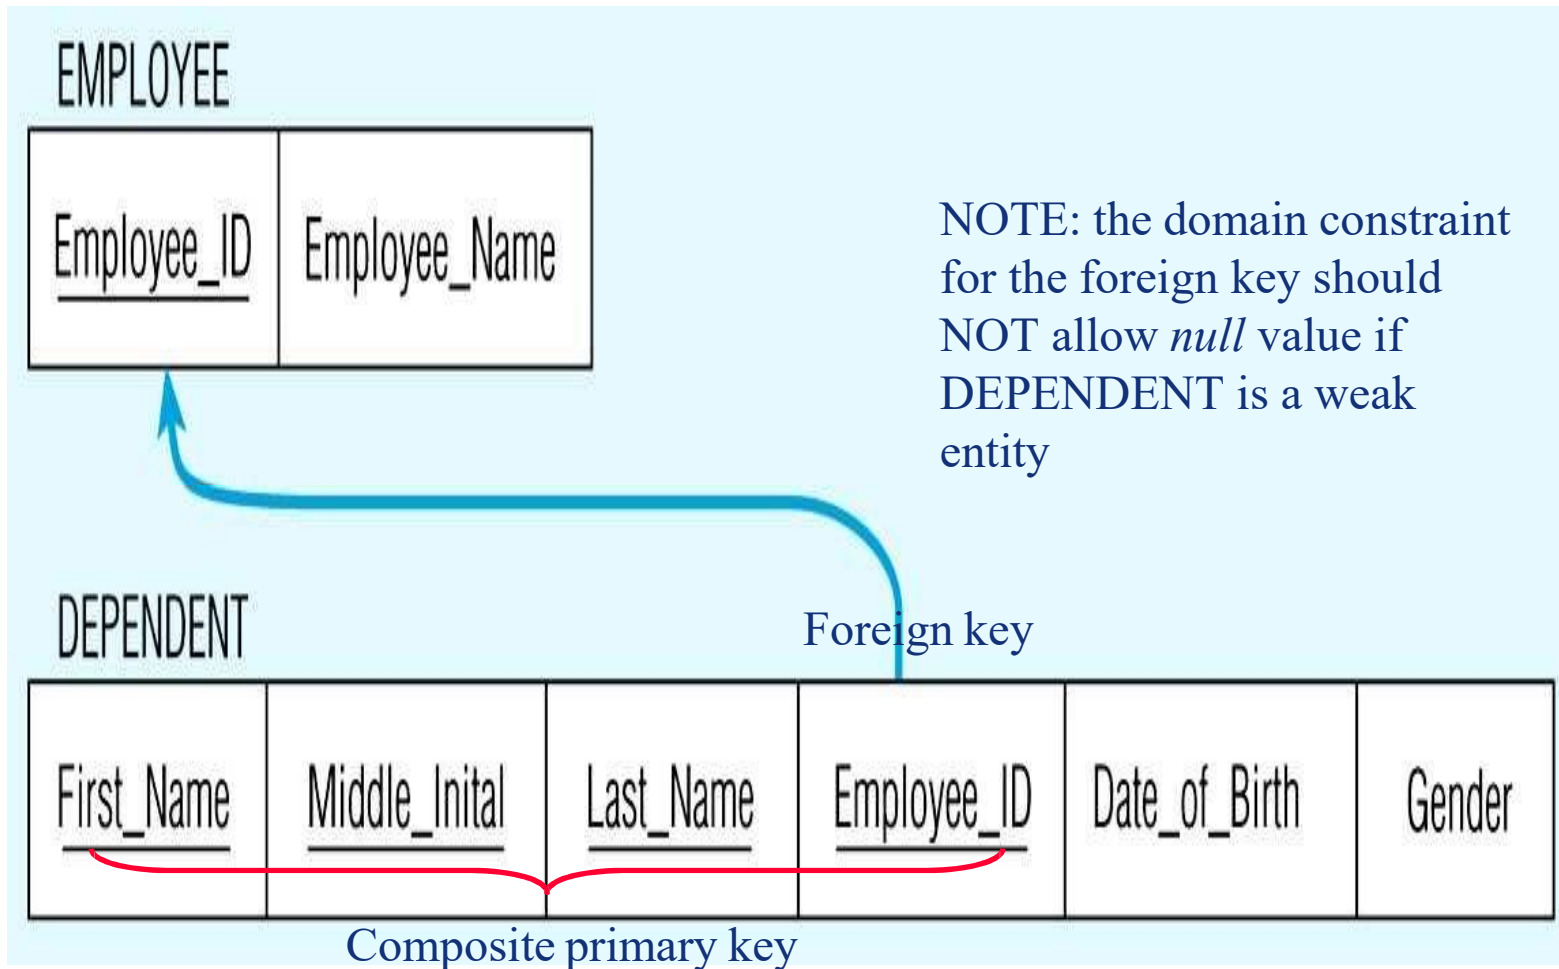 EMPLOYEE
Employee_ID Employee_Name
NOTE: the domain constraint
for the foreign key should
NOT allow null value if
DEPENDENT is a weak
entity
DEPENDENT
Foreign key
First_Name Middle_Inital Last_Name Employee_ID Date_of_Birth Gender
Composite primary key